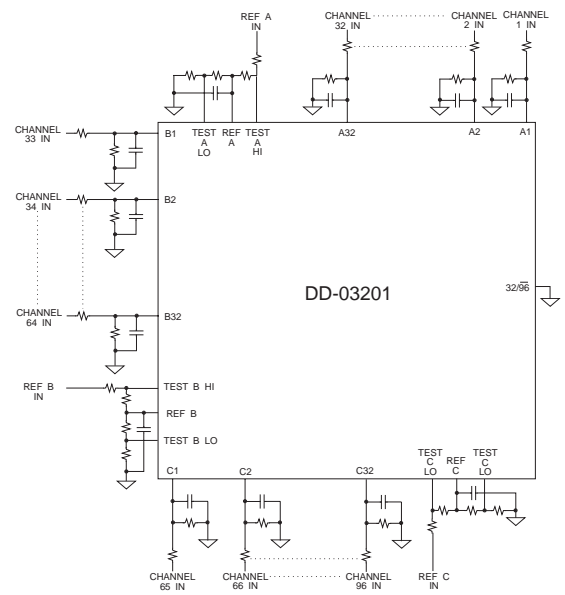 REF A
IN
CHANNEL
32 IN
CHANNEL
2 IN
CHANNEL
1 IN
CHANNEL
33 IN
B1
TEST
A
LO
REF
A
TEST
A
HI
A32
A2
A1
CHANNEL
34 IN
B2
DD-03201
32/9̅6̅
CHANNEL
64 IN
B32
REF B
IN
TEST B HI
REF B
TEST B LO
TEST
C
LO
REF
C
TEST
C
LO
C1
C2
C32
CHANNEL
65 IN
CHANNEL
66 IN
CHANNEL
96 IN
REF C
IN